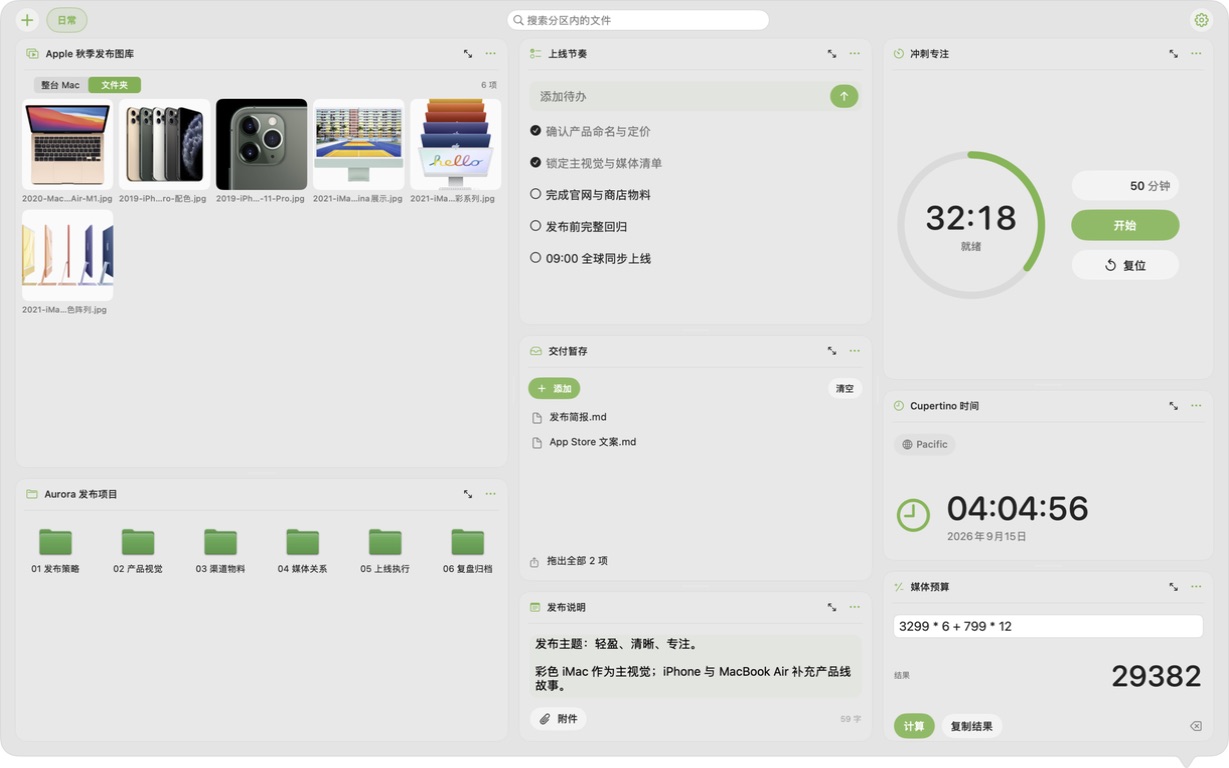 日常
搜索分区内的文件
Apple 秋季发布图库
整台 Mac
文件夹
6 项
2020-Mac...Air-M1.jpg
2019-iPh...ro-配色.jpg
2019-iPh...-11-Pro.jpg
2021-iMa...ina展示.jpg
2021-iMa...彩系列.jpg
hello
2021-iMa...色阵列.jpg
Aurora 发布项目
01 发布策略
02 产品视觉
03 渠道物料
04 媒体关系
05 上线执行
06 复盘归档
上线节奏
添加待办
确认产品命名与定价
锁定主视觉与媒体清单
完成官网与商店物料
发布前完整回归
09:00 全球同步上线
交付暂存
添加
清空
发布简报.md
App Store 文案.md
拖出全部 2 项
发布说明
发布主题：轻盈、清晰、专注。
彩色 iMac 作为主视觉；iPhone 与 MacBook Air 补充产品线
故事。
附件
59 字
冲刺专注
32:18
就绪
50 分钟
开始
复位
Cupertino 时间
Pacific
04:04:56
2026年9月15日
媒体预算
3299 * 6 + 799 * 12
结果
29382
计算
复制结果